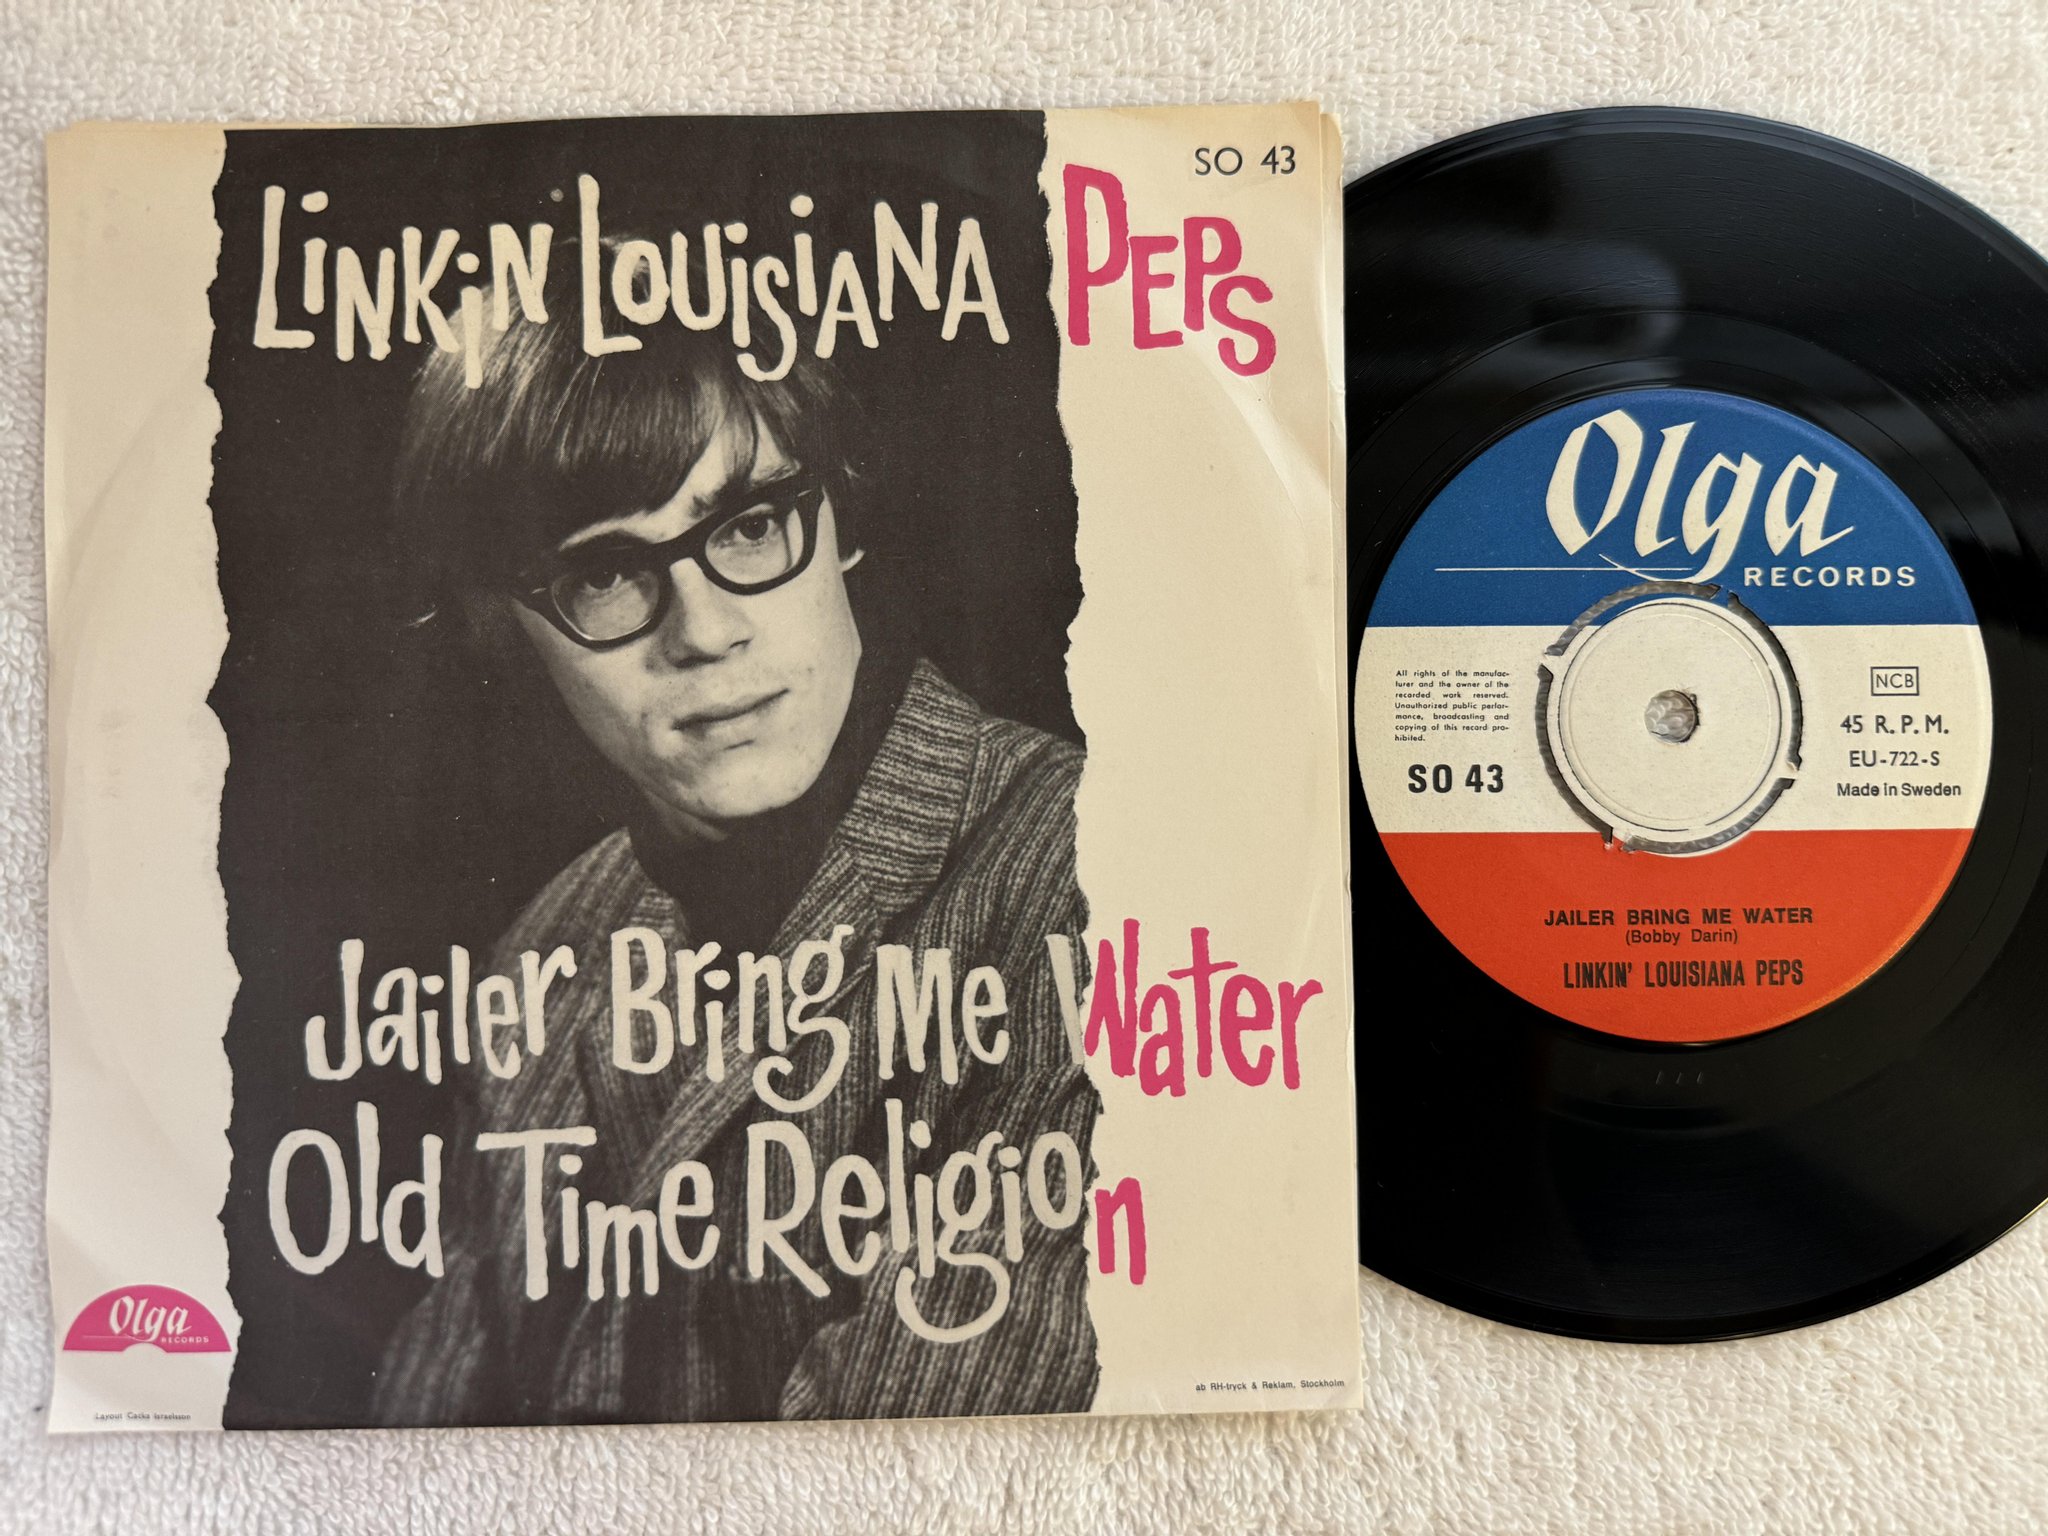 SO 43
LINKIN LOUISIANA PEPS
Jailer Bring Me Water
Old Time Religion
Olga
RECORDS
Layout Cacka Israelsson
ab RH-tryck & Reklam, Stockholm
Olga
RECORDS
All rights of the manufac-
turer and the owner of the
recorded work reserved.
Unauthorized public perfor-
mance, broadcasting and
copying of this record pro-
hibited.
SO 43
NCB
45 R.P.M.
EU-722-S
Made in Sweden
JAILER BRING ME WATER
(Bobby Darin)
LINKIN' LOUISIANA PEPS